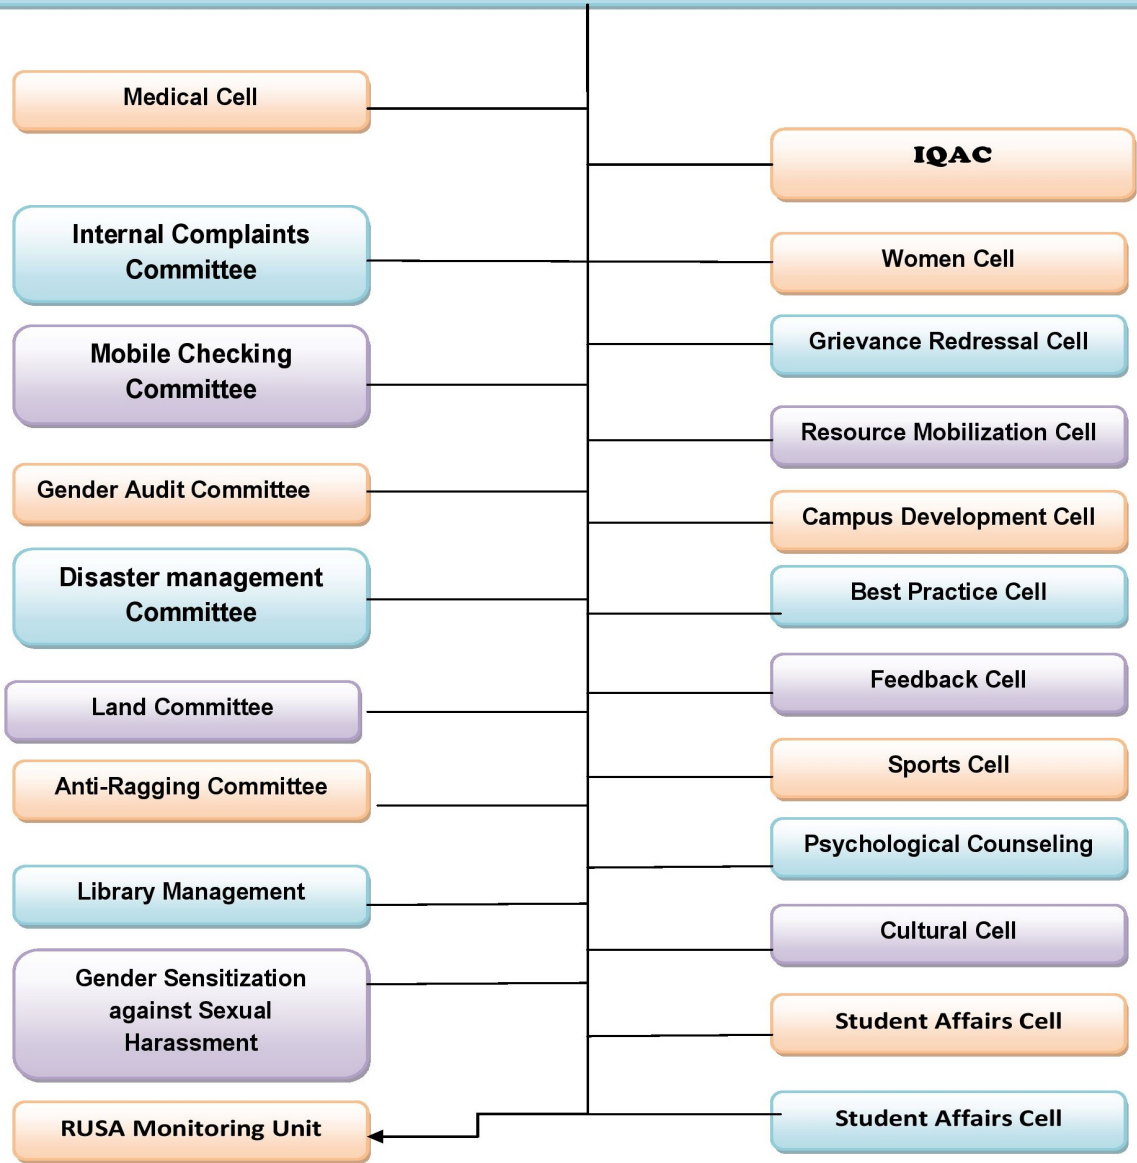 Medical Cell
IQAC
Internal Complaints
Committee
Women Cell
Mobile Checking
Committee
Grievance Redressal Cell
Resource Mobilization Cell
Gender Audit Committee
Campus Development Cell
Disaster management
Committee
Best Practice Cell
Land Committee
Feedback Cell
Anti-Ragging Committee
Sports Cell
Psychological Counseling
Library Management
Cultural Cell
Gender Sensitization
against Sexual
Harassment
Student Affairs Cell
RUSA Monitoring Unit
Student Affairs Cell